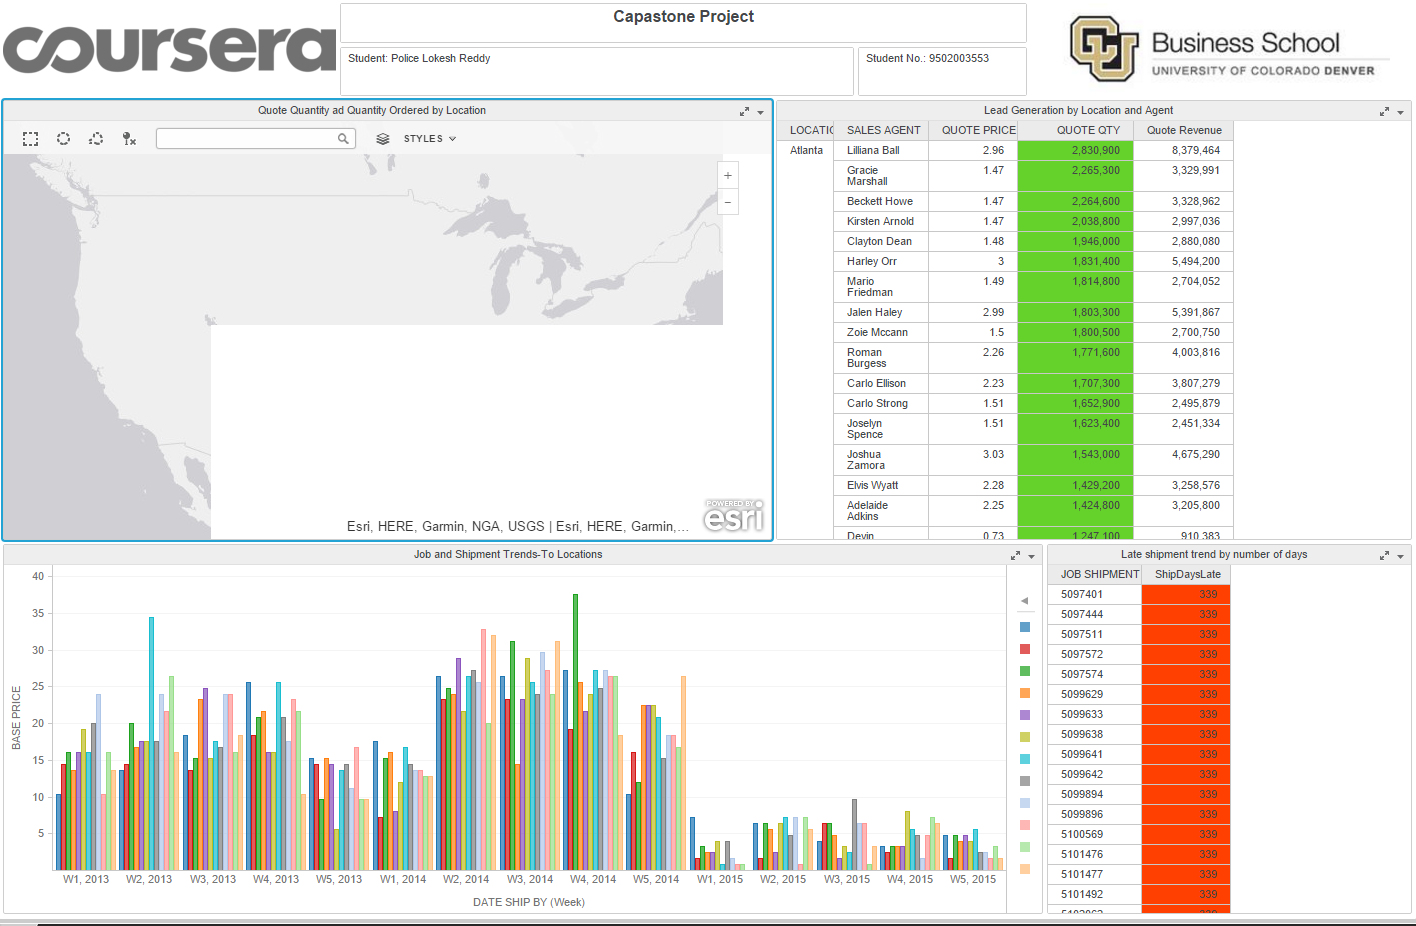 coursera
Capastone Project
Student: Police Lokesh Reddy
Student No.: 9502003553
Business School
UNIVERSITY OF COLORADO DENVER
Quote Quantity ad Quantity Ordered by Location
STYLES
+
−
POWERED BY
esri
Esri, HERE, Garmin, NGA, USGS | Esri, HERE, Garmin,...
Lead Generation by Location and Agent
LOCATIC SALES AGENT QUOTE PRICE QUOTE QTY Quote Revenue
Atlanta Lilliana Ball 2.96 2,830,900 8,379,464
Gracie Marshall 1.47 2,265,300 3,329,991
Beckett Howe 1.47 2,264,600 3,328,962
Kirsten Arnold 1.47 2,038,800 2,997,036
Clayton Dean 1.48 1,946,000 2,880,080
Harley Orr 3 1,831,400 5,494,200
Mario Friedman 1.49 1,814,800 2,704,052
Jalen Haley 2.99 1,803,300 5,391,867
Zoie Mccann 1.5 1,800,500 2,700,750
Roman Burgess 2.26 1,771,600 4,003,816
Carlo Ellison 2.23 1,707,300 3,807,279
Carlo Strong 1.51 1,652,900 2,495,879
Joselyn Spence 1.51 1,623,400 2,451,334
Joshua Zamora 3.03 1,543,000 4,675,290
Elvis Wyatt 2.28 1,429,200 3,258,576
Adelaide Adkins 2.25 1,424,800 3,205,800
Devin 0.73 1,247,100 910,383
Job and Shipment Trends-To Locations
BASE PRICE
40
35
30
25
20
15
10
5
W1, 2013 W2, 2013 W3, 2013 W4, 2013 W5, 2013 W1, 2014 W2, 2014 W3, 2014 W4, 2014 W5, 2014 W1, 2015 W2, 2015 W3, 2015 W4, 2015 W5, 2015
DATE SHIP BY (Week)
Late shipment trend by number of days
JOB SHIPMENT ShipDaysLate
5097401 339
5097444 339
5097511 339
5097572 339
5097574 339
5099629 339
5099633 339
5099638 339
5099641 339
5099642 339
5099894 339
5099896 339
5100569 339
5101476 339
5101477 339
5101492 339